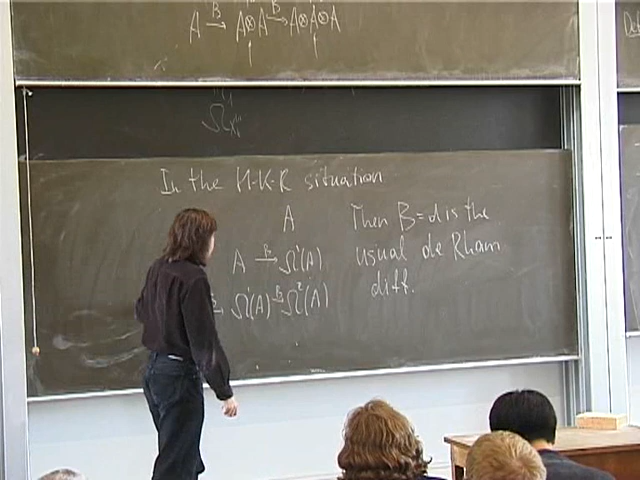 A →B A⊗A →B A⊗A⊗A
In the H-K-R situation
A
A →B Ω¹(A)
Ω¹(A) →B Ω²(A)
Then B=d is the
usual de Rham
diff.